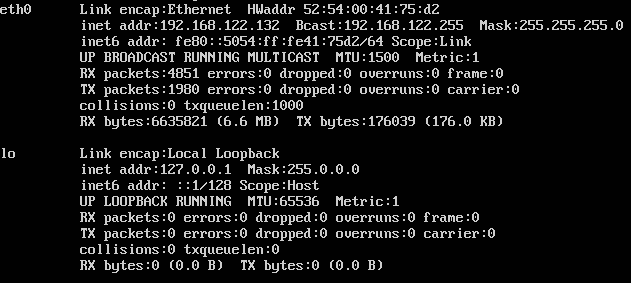 eth0      Link encap:Ethernet  HWaddr 52:54:00:41:75:d2
          inet addr:192.168.122.132  Bcast:192.168.122.255  Mask:255.255.255.0
          inet6 addr: fe80::5054:ff:fe41:75d2/64 Scope:Link
          UP BROADCAST RUNNING MULTICAST  MTU:1500  Metric:1
          RX packets:4851 errors:0 dropped:0 overruns:0 frame:0
          TX packets:1980 errors:0 dropped:0 overruns:0 carrier:0
          collisions:0 txqueuelen:1000
          RX bytes:6635821 (6.6 MB)  TX bytes:176039 (176.0 KB)

lo        Link encap:Local Loopback
          inet addr:127.0.0.1  Mask:255.0.0.0
          inet6 addr: ::1/128 Scope:Host
          UP LOOPBACK RUNNING  MTU:65536  Metric:1
          RX packets:0 errors:0 dropped:0 overruns:0 frame:0
          TX packets:0 errors:0 dropped:0 overruns:0 carrier:0
          collisions:0 txqueuelen:0
          RX bytes:0 (0.0 B)  TX bytes:0 (0.0 B)